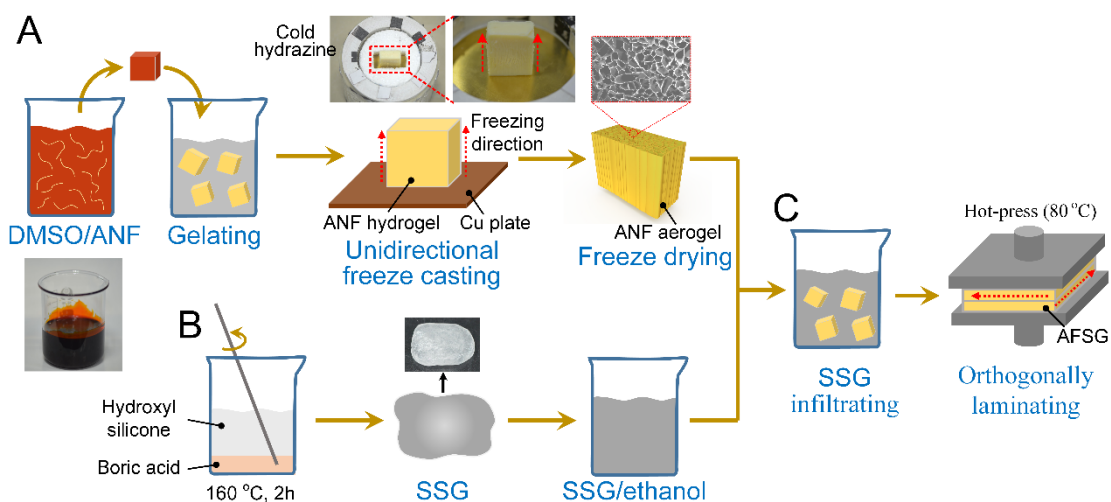 A
Cold
hydrazine
Freezing
direction
ANF hydrogel
Cu plate
ANF aerogel
DMSO/ANF
Gelating
Unidirectional
freeze casting
Freeze drying
B
Hydroxyl
silicone
Boric acid
160 °C, 2h
SSG
SSG/ethanol
C
Hot-press (80 °C)
AFSG
SSG
infiltrating
Orthogonally
laminating